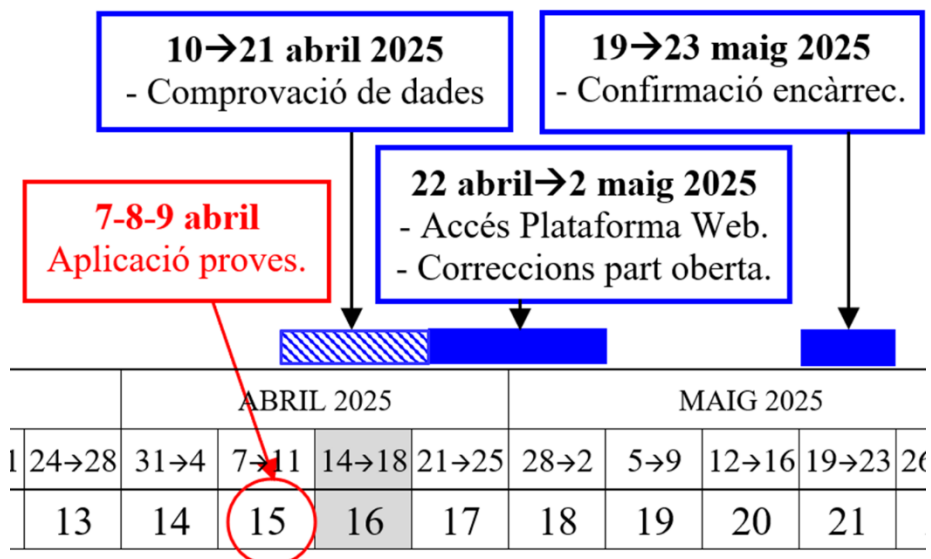 10→21 abril 2025
- Comprovació de dades
19→23 maig 2025
- Confirmació encàrrec.
22 abril→2 maig 2025
- Accés Plataforma Web.
- Correccions part oberta.
7-8-9 abril
Aplicació proves.
ABRIL 2025 MAIG 2025
1 24→28 31→4 7→11 14→18 21→25 28→2 5→9 12→16 19→23 26
13 14 15 16 17 18 19 20 21